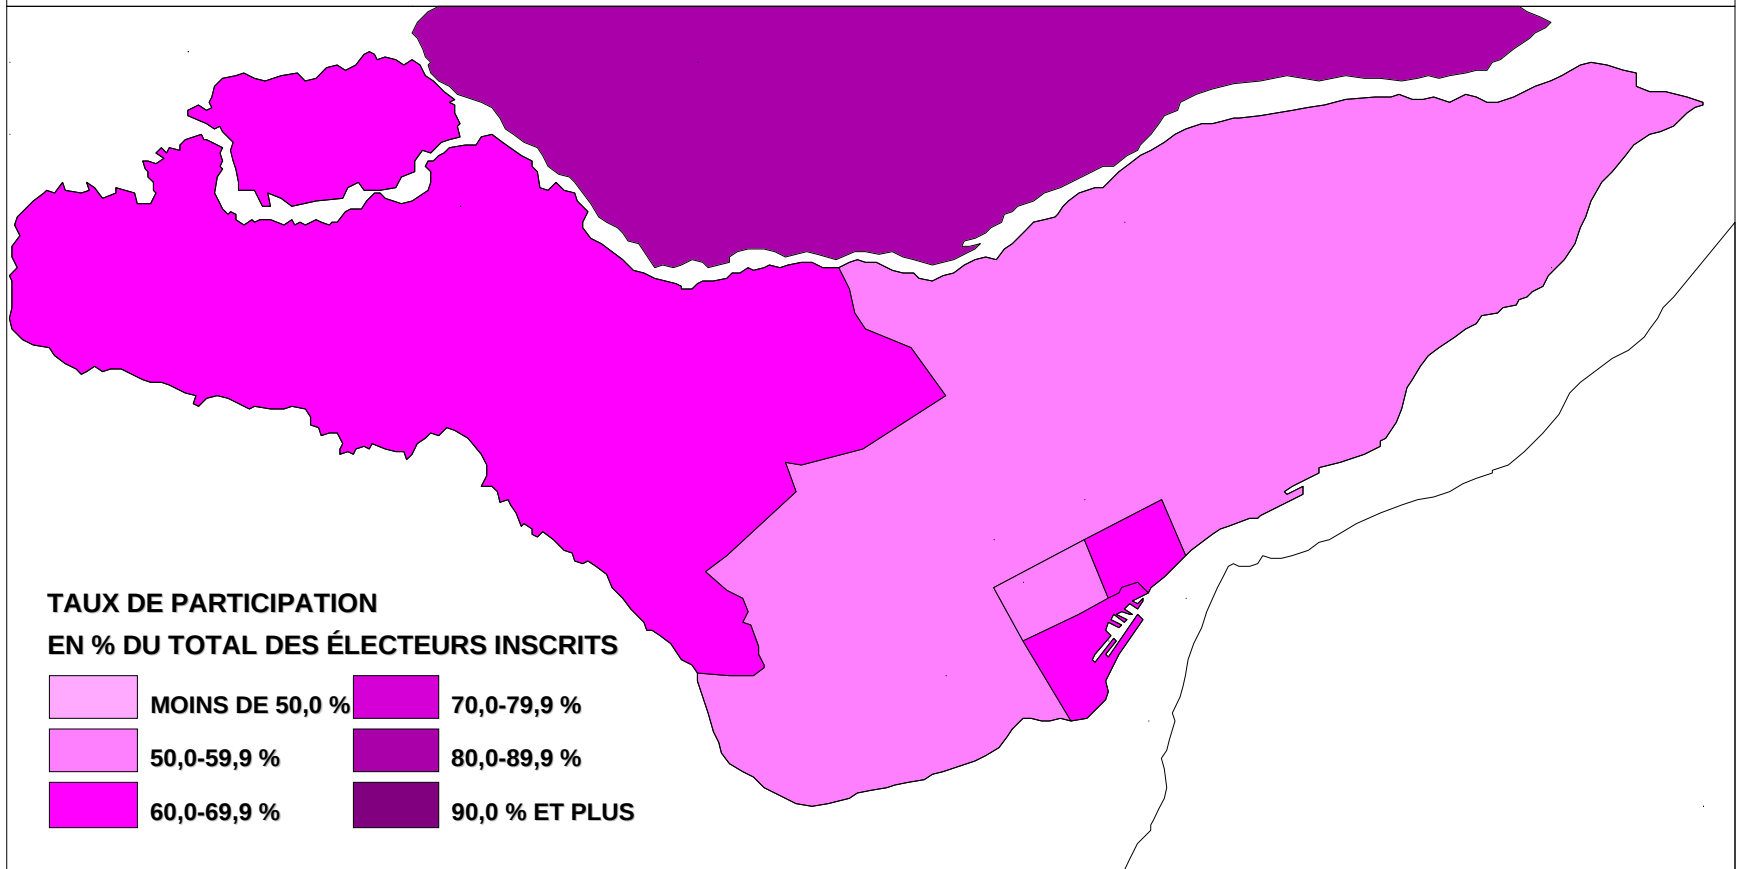 TAUX DE PARTICIPATION
EN % DU TOTAL DES ÉLECTEURS INSCRITS
MOINS DE 50,0 %
50,0-59,9 %
60,0-69,9 %
70,0-79,9 %
80,0-89,9 %
90,0 % ET PLUS